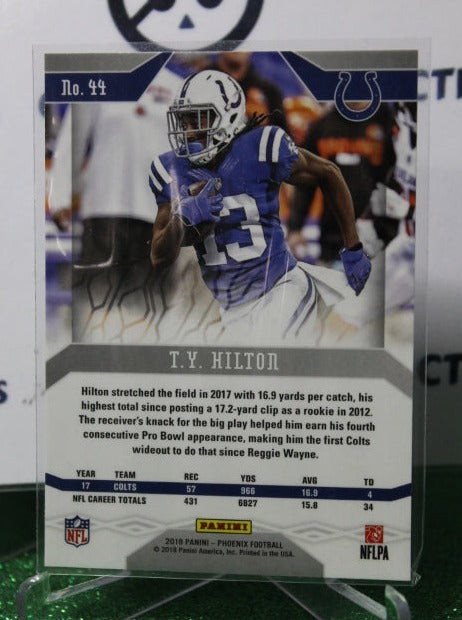 No. 44
13
T.Y. HILTON
Hilton stretched the field in 2017 with 16.9 yards per catch, his
highest total since posting a 17.2-yard clip as a rookie in 2012.
The receiver's knack for the big play helped him earn his fourth
consecutive Pro Bowl appearance, making him the first Colts
wideout to do that since Reggie Wayne.
YEAR TEAM REC YDS AVG TD
17 COLTS 57 966 16.9 4
NFL CAREER TOTALS 431 6827 15.8 34
PANINI
NFL
NFLPA
2018 PANINI - PHOENIX FOOTBALL
© 2018 Panini America, Inc. Printed in the USA.